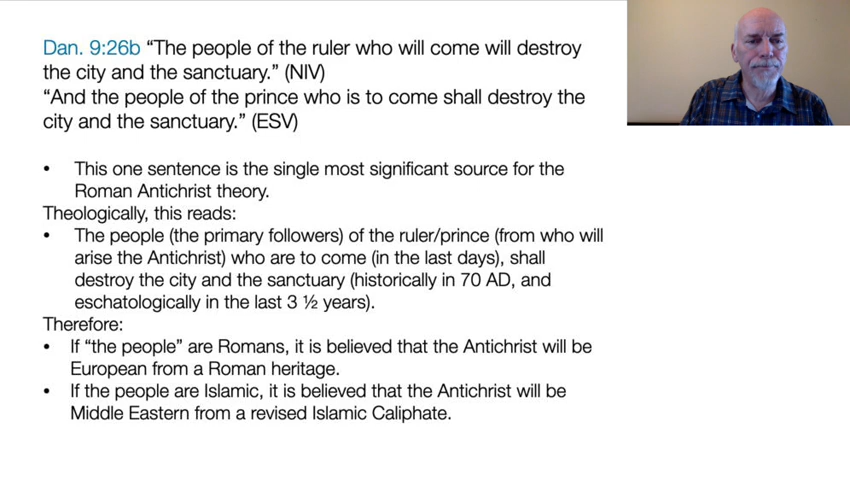 Dan. 9:26b “The people of the ruler who will come will destroy
the city and the sanctuary.” (NIV)
“And the people of the prince who is to come shall destroy the
city and the sanctuary.” (ESV)
• This one sentence is the single most significant source for the
Roman Antichrist theory.
Theologically, this reads:
• The people (the primary followers) of the ruler/prince (from who will
arise the Antichrist) who are to come (in the last days), shall
destroy the city and the sanctuary (historically in 70 AD, and
eschatologically in the last 3 ½ years).
Therefore:
• If “the people” are Romans, it is believed that the Antichrist will be
European from a Roman heritage.
• If the people are Islamic, it is believed that the Antichrist will be
Middle Eastern from a revised Islamic Caliphate.